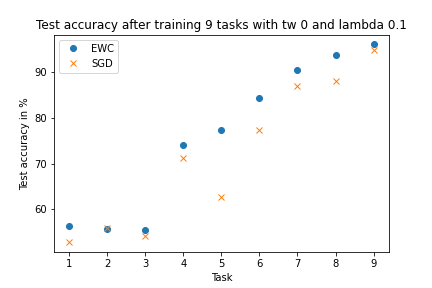 Test accuracy after training 9 tasks with tw 0 and lambda 0.1
EWC
SGD
90
80
70
60
Test accuracy in %
1 2 3 4 5 6 7 8 9
Task